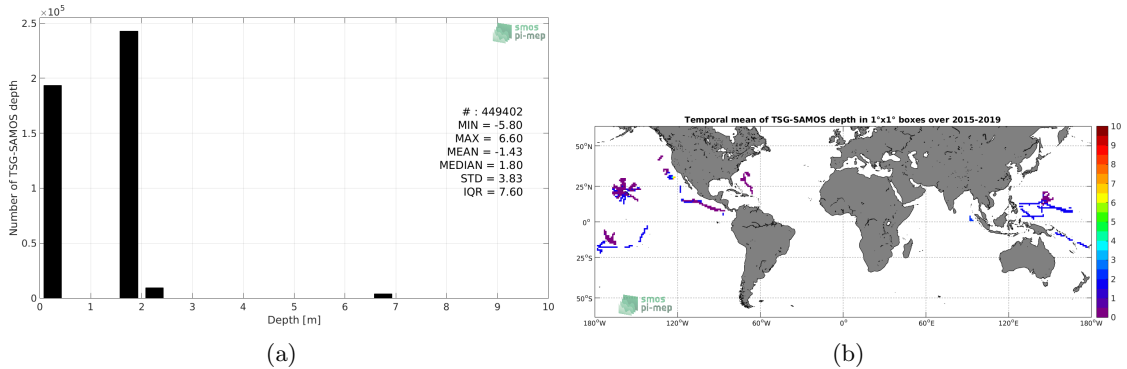 ×10⁵
2.5
2
1.5
1
0.5
0
Number of TSG-SAMOS depth
smos
pi-mep
# : 449402
MIN = -5.80
MAX = 6.60
MEAN = -1.43
MEDIAN = 1.80
STD = 3.83
IQR = 7.60
0 1 2 3 4 5 6 7 8 9 10
Depth [m]
(a)
Temporal mean of TSG-SAMOS depth in 1°x1° boxes over 2015-2019
50°N
25°N
0°
25°S
50°S
smos
pi-mep
180°W 120°W 60°W 0° 60°E 120°E 180°W
10
9
8
7
6
5
4
3
2
1
0
(b)